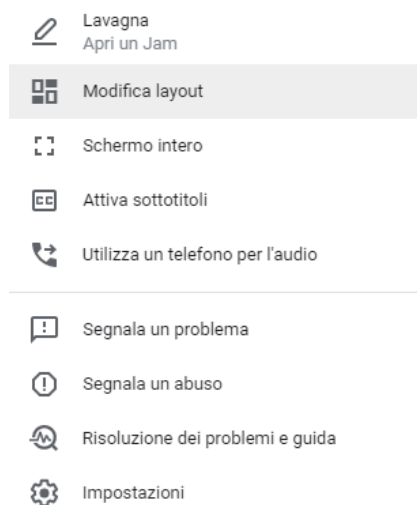 Lavagna
Apri un Jam
Modifica layout
Schermo intero
CC
Attiva sottotitoli
Utilizza un telefono per l'audio
Segnala un problema
Segnala un abuso
Risoluzione dei problemi e guida
Impostazioni